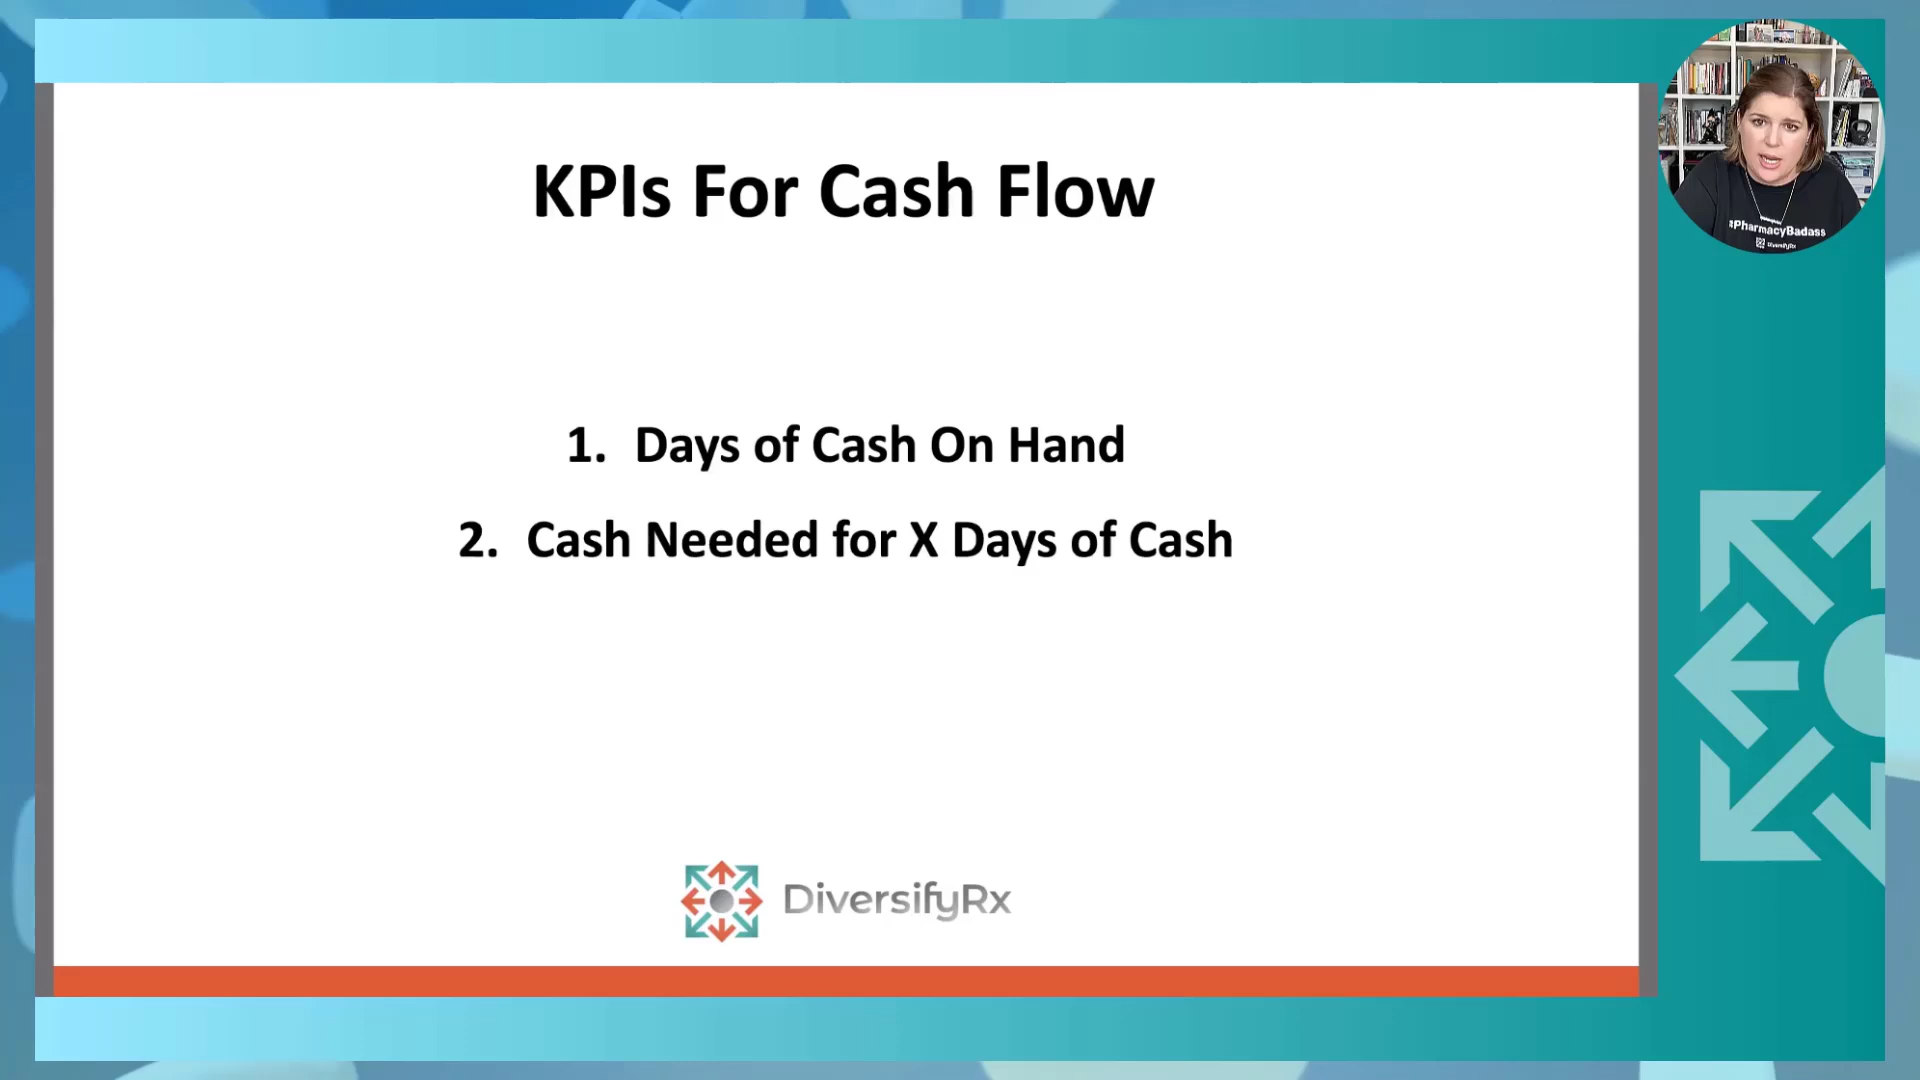 KPIs For Cash Flow
1. Days of Cash On Hand
2. Cash Needed for X Days of Cash
DiversifyRx
#PharmacyBadass
DiversifyRx